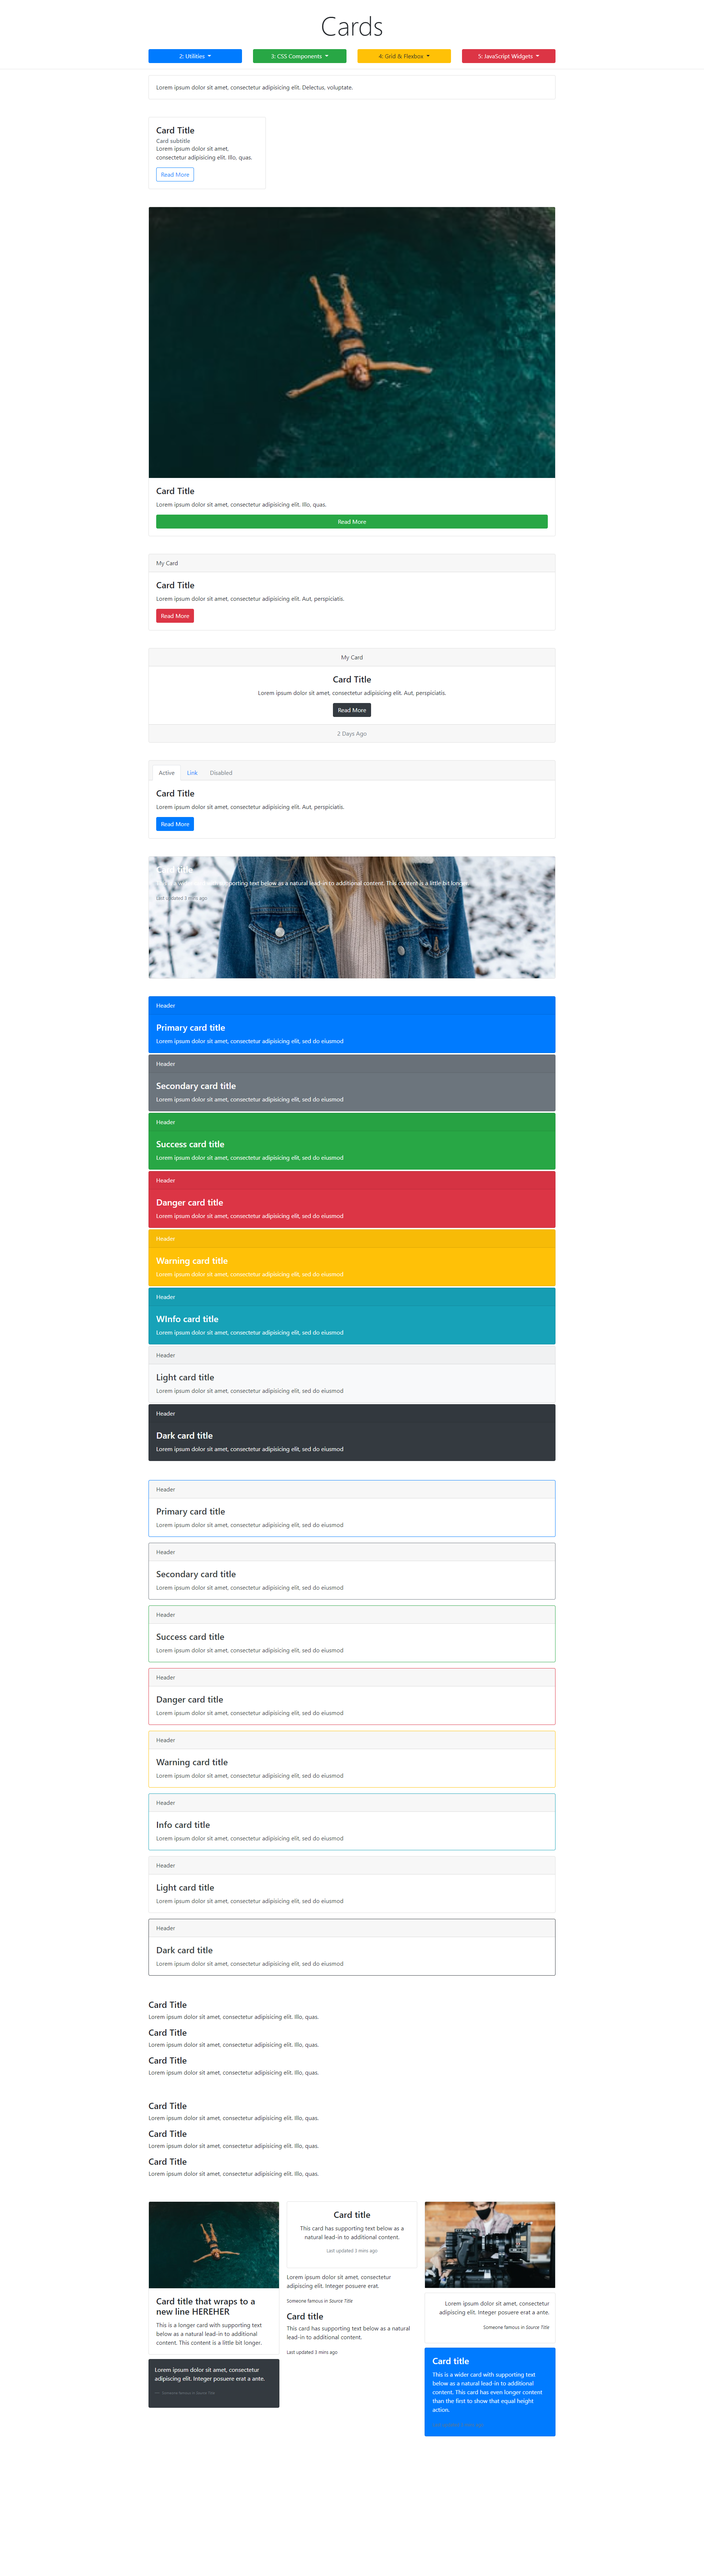 Cards
2: Utilities
3: CSS Components
4: Grid & Flexbox
5: JavaScript Widgets
Lorem ipsum dolor sit amet consectetur adipisicing elit. Delectus, voluptate.
Card Title
Card subtitle
Lorem ipsum dolor sit amet,
consectetur adipisicing elit. Illo, quas.
Read More
Card Title
Lorem ipsum dolor sit amet, consectetur adipisicing elit. Illo, quas.
Read More
My Card
Card Title
Lorem ipsum dolor sit amet, consectetur adipisicing elit. Aut, perspiciatis.
Read More
My Card
Card Title
Lorem ipsum dolor sit amet, consectetur adipisicing elit. Aut, perspiciatis.
Read More
2 Days Ago
Active
Link
Disabled
Card Title
Lorem ipsum dolor sit amet, consectetur adipisicing elit. Aut, perspiciatis.
Read More
supporting text below as a natural lead-in to additional content. This content is a little bit longer.
Last updated 3 mins ago
Header
Primary card title
Lorem ipsum dolor sit amet, consectetur adipisicing elit, sed do eiusmod
Header
Secondary card title
Lorem ipsum dolor sit amet, consectetur adipisicing elit, sed do eiusmod
Header
Success card title
Lorem ipsum dolor sit amet, consectetur adipisicing elit, sed do eiusmod
Header
Danger card title
Lorem ipsum dolor sit amet, consectetur adipisicing elit, sed do eiusmod
Header
Warning card title
Lorem ipsum dolor sit amet, consectetur adipisicing elit, sed do eiusmod
Header
WInfo card title
Lorem ipsum dolor sit amet, consectetur adipisicing elit, sed do eiusmod
Header
Light card title
Lorem ipsum dolor sit amet, consectetur adipisicing elit, sed do eiusmod
Header
Dark card title
Lorem ipsum dolor sit amet, consectetur adipisicing elit, sed do eiusmod
Header
Primary card title
Lorem ipsum dolor sit amet, consectetur adipisicing elit, sed do eiusmod
Header
Secondary card title
Lorem ipsum dolor sit amet, consectetur adipisicing elit, sed do eiusmod
Header
Success card title
Lorem ipsum dolor sit amet, consectetur adipisicing elit, sed do eiusmod
Header
Danger card title
Lorem ipsum dolor sit amet, consectetur adipisicing elit, sed do eiusmod
Header
Warning card title
Lorem ipsum dolor sit amet, consectetur adipisicing elit, sed do eiusmod
Header
Info card title
Lorem ipsum dolor sit amet, consectetur adipisicing elit, sed do eiusmod
Header
Light card title
Lorem ipsum dolor sit amet, consectetur adipisicing elit, sed do eiusmod
Header
Dark card title
Lorem ipsum dolor sit amet, consectetur adipisicing elit, sed do eiusmod
Card Title
Lorem ipsum dolor sit amet, consectetur adipisicing elit. Illo, quas.
Card Title
Lorem ipsum dolor sit amet, consectetur adipisicing elit. Illo, quas.
Card Title
Lorem ipsum dolor sit amet, consectetur adipisicing elit. Illo, quas.
Card Title
Lorem ipsum dolor sit amet, consectetur adipisicing elit. Illo, quas.
Card Title
Lorem ipsum dolor sit amet, consectetur adipisicing elit. Illo, quas.
Card Title
Lorem ipsum dolor sit amet, consectetur adipisicing elit. Illo, quas.
Card title that wraps to a
new line HEREHER
This is a longer card with supporting text
below as a natural lead-in to additional
content. This content is a little bit longer.
Lorem ipsum dolor sit amet, consectetur
adipiscing elit. Integer posuere erat a ante.
Someone famous in Source Title
Card title
This card has supporting text below as a
natural lead-in to additional content.
Last updated 3 mins ago
Lorem ipsum dolor sit amet, consectetur
adipiscing elit. Integer posuere erat.
Someone famous in Source Title
Card title
This card has supporting text below as a natural
lead-in to additional content.
Last updated 3 mins ago
Lorem ipsum dolor sit amet, consectetur
adipiscing elit. Integer posuere erat a ante.
Someone famous in Source Title
Card title
This is a wider card with supporting text
below as a natural lead-in to additional
content. This card has even longer content
than the first to show that equal height
action.